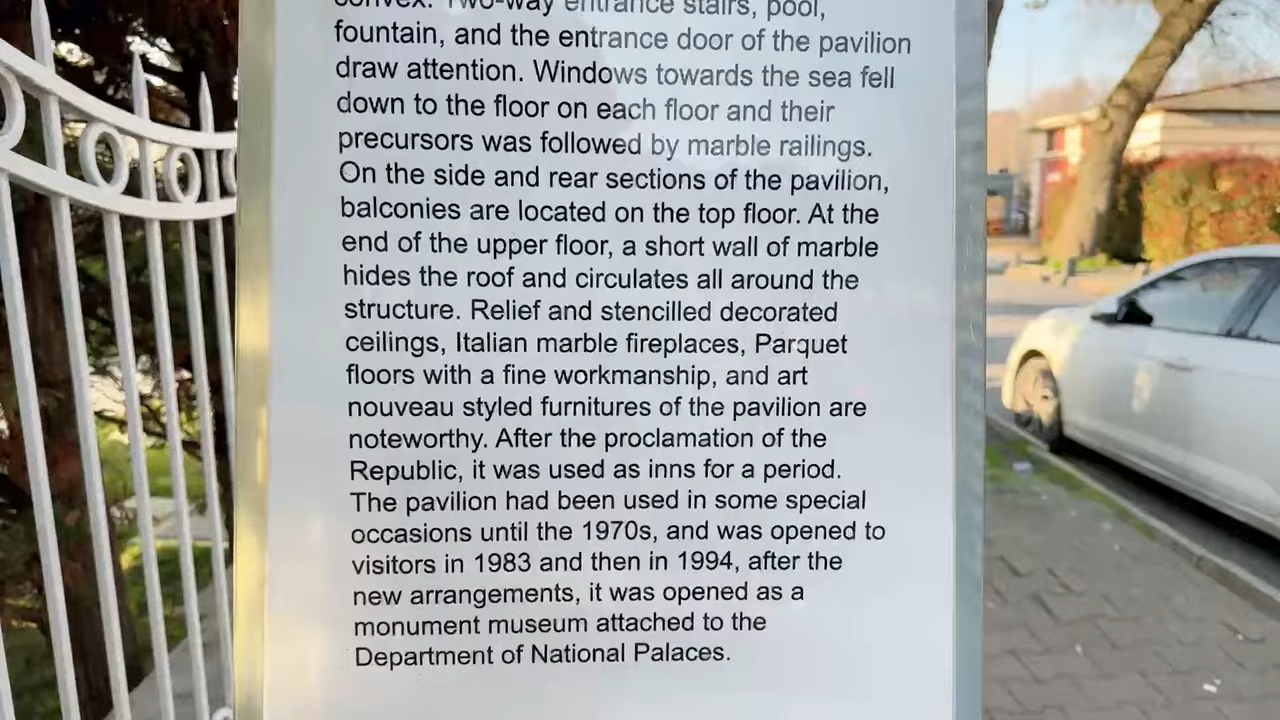 convex. Two-way entrance stairs, pool,
fountain, and the entrance door of the pavilion
draw attention. Windows towards the sea fell
down to the floor on each floor and their
precursors was followed by marble railings.
On the side and rear sections of the pavilion,
balconies are located on the top floor. At the
end of the upper floor, a short wall of marble
hides the roof and circulates all around the
structure. Relief and stencilled decorated
ceilings, Italian marble fireplaces, Parquet
floors with a fine workmanship, and art
nouveau styled furnitures of the pavilion are
noteworthy. After the proclamation of the
Republic, it was used as inns for a period.
The pavilion had been used in some special
occasions until the 1970s, and was opened to
visitors in 1983 and then in 1994, after the
new arrangements, it was opened as a
monument museum attached to the
Department of National Palaces.